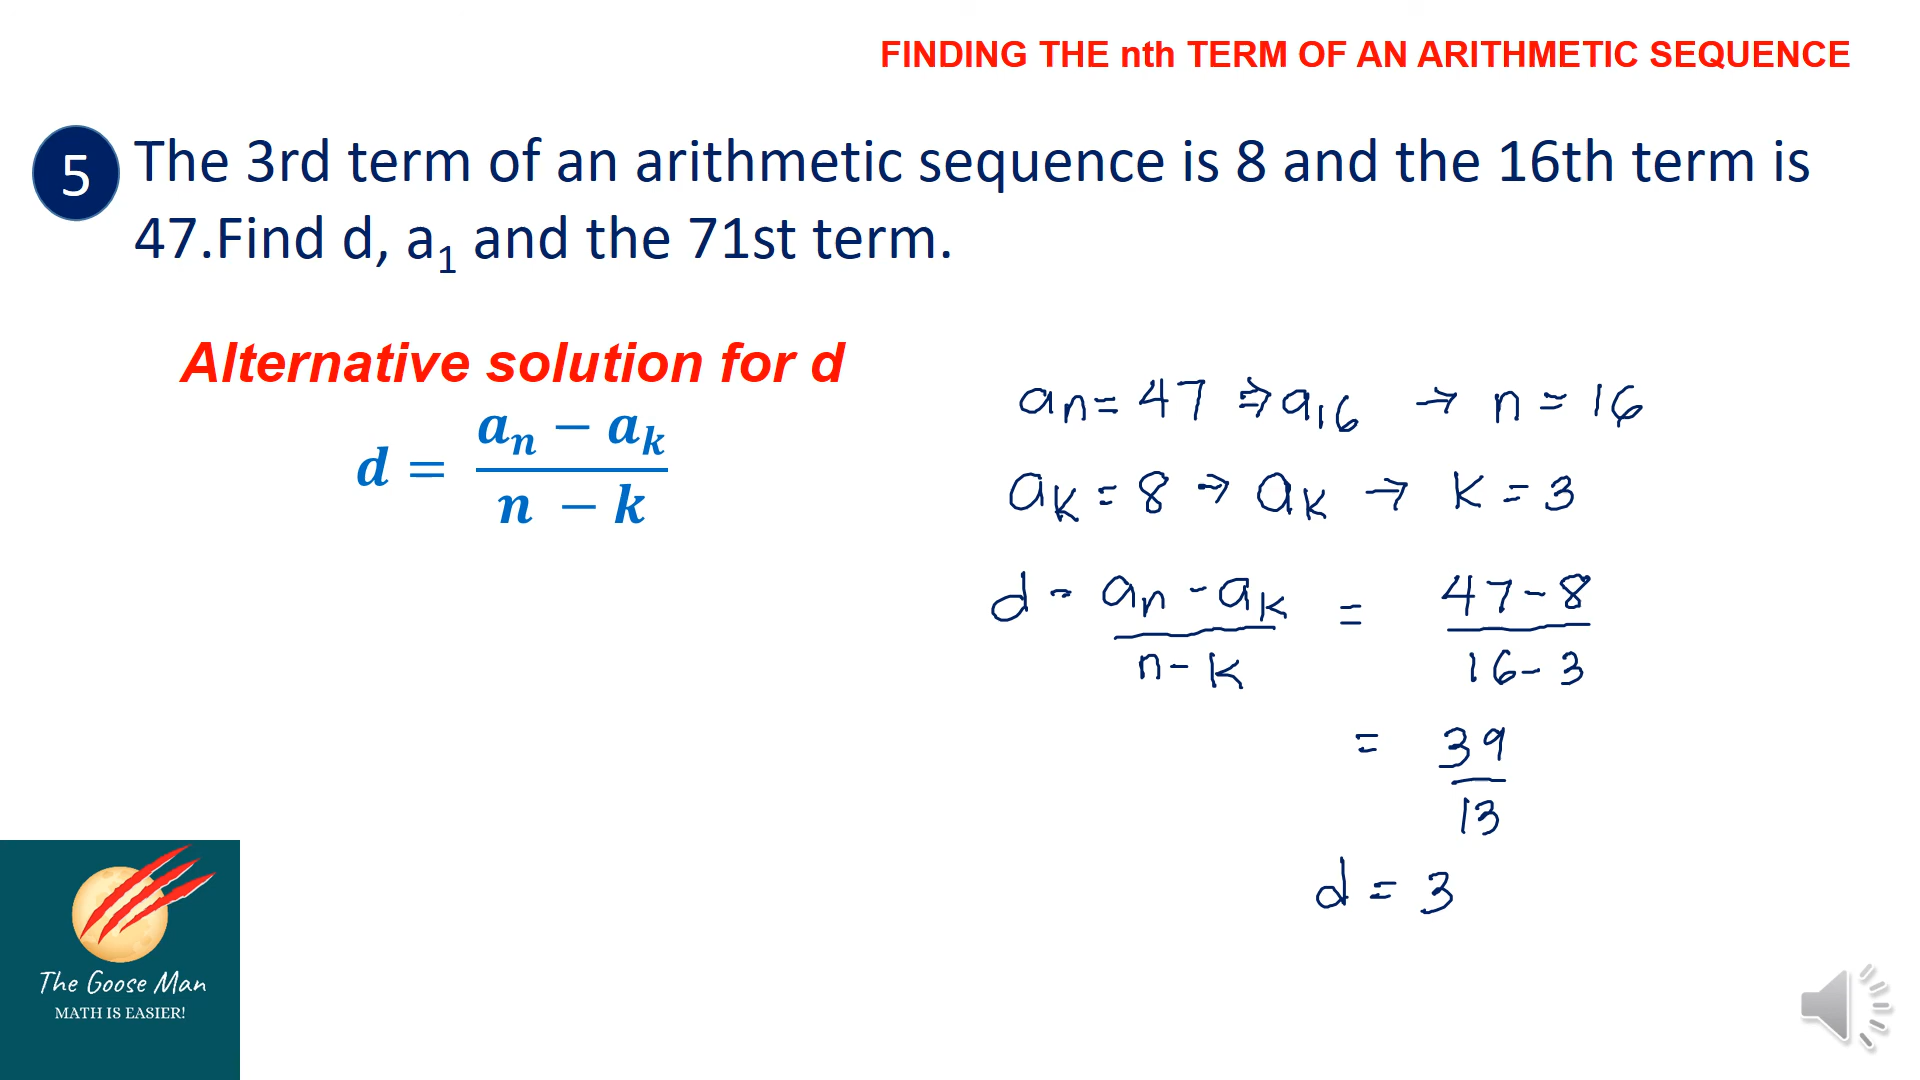 FINDING THE nth TERM OF AN ARITHMETIC SEQUENCE
5
The 3rd term of an arithmetic sequence is 8 and the 16th term is
47.Find d, a₁ and the 71st term.
Alternative solution for d
d = (aₙ − aₖ) / (n − k)
aₙ = 47 ⇒ a₁₆ → n = 16
aₖ = 8 → aₖ → k = 3
d = (aₙ − aₖ) / (n − k) = (47 − 8) / (16 − 3)
= 39 / 13
d = 3
The Goose Man
MATH IS EASIER!